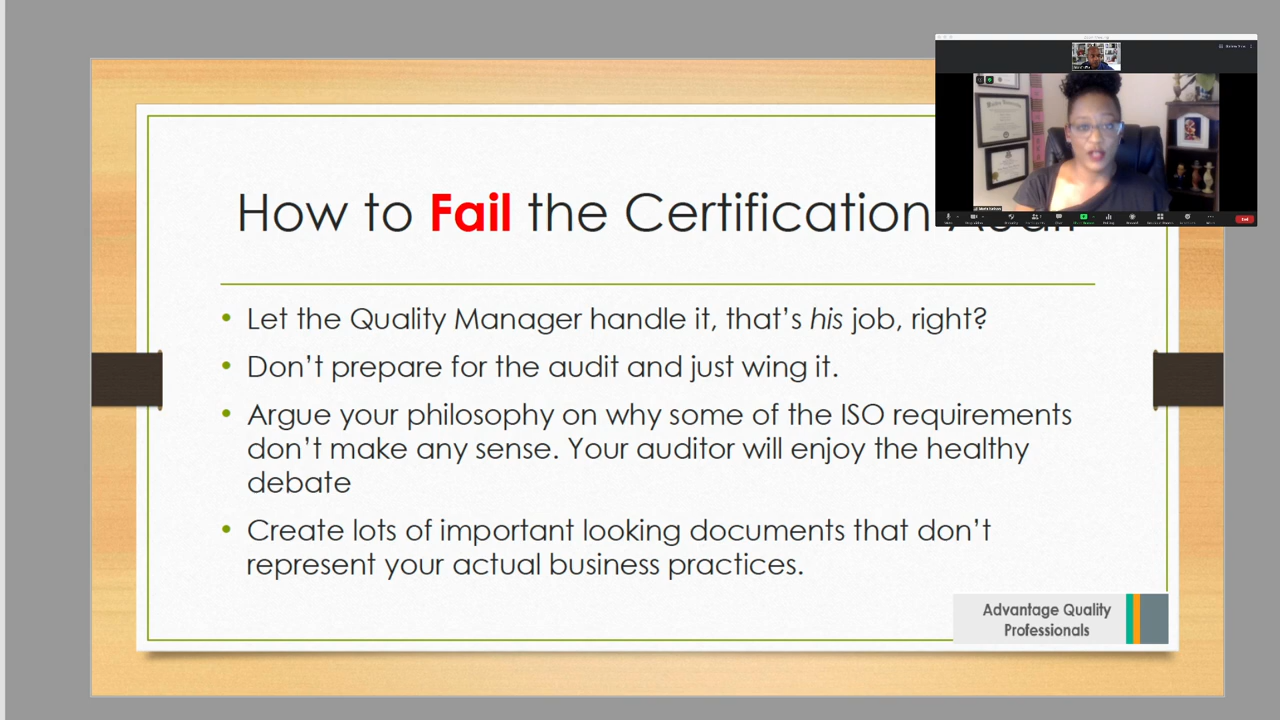 How to Fail the Certification
• Let the Quality Manager handle it, that's his job, right?
• Don't prepare for the audit and just wing it.
• Argue your philosophy on why some of the ISO requirements
don't make any sense. Your auditor will enjoy the healthy
debate
• Create lots of important looking documents that don't
represent your actual business practices.
Advantage Quality
Professionals
End